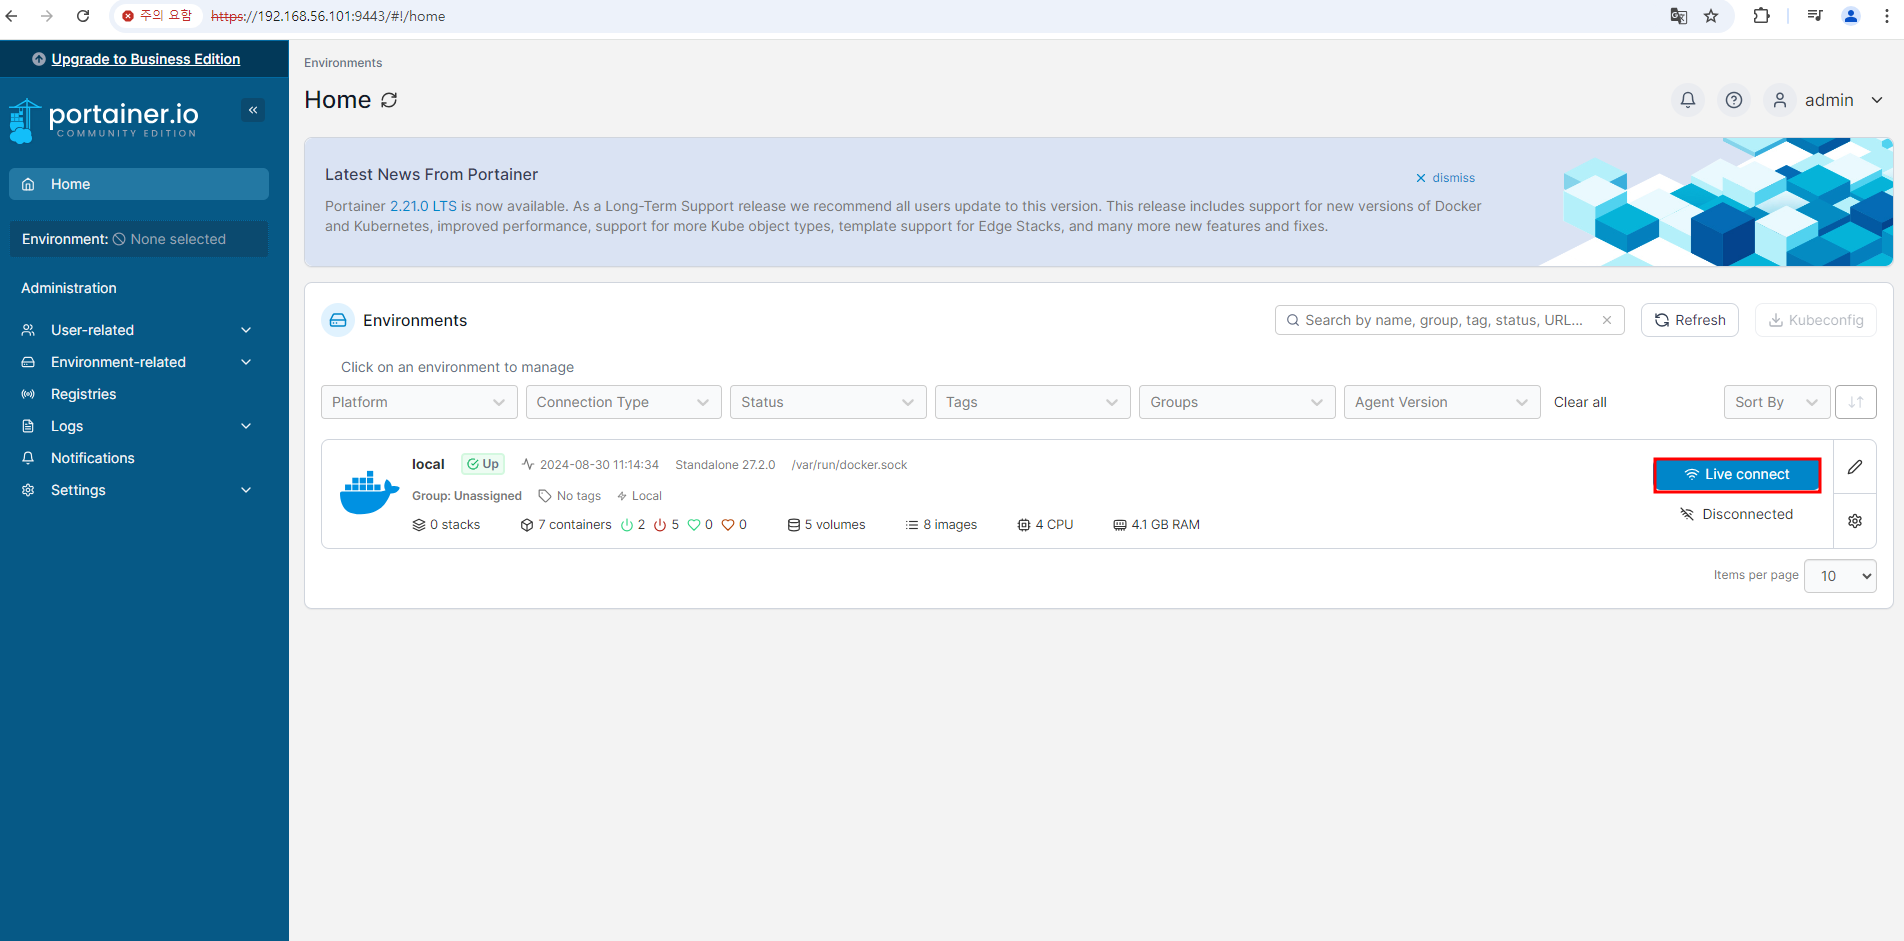 주의 요함 https://192.168.56.101:9443/#!/home
Upgrade to Business Edition
portainer.io
COMMUNITY EDITION
Home
Environment: None selected
Administration
User-related
Environment-related
Registries
Logs
Notifications
Settings
Environments
Home
admin
Latest News From Portainer
dismiss
Portainer 2.21.0 LTS is now available. As a Long-Term Support release we recommend all users update to this version. This release includes support for new versions of Docker
and Kubernetes, improved performance, support for more Kube object types, template support for Edge Stacks, and many more new features and fixes.
Environments
Search by name, group, tag, status, URL...
Refresh
Kubeconfig
Click on an environment to manage
Platform
Connection Type
Status
Tags
Groups
Agent Version
Clear all
Sort By
local Up 2024-08-30 11:14:34 Standalone 27.2.0 /var/run/docker.sock
Group: Unassigned No tags Local
0 stacks 7 containers 2 5 0 0 5 volumes 8 images 4 CPU 4.1 GB RAM
Live connect
Disconnected
Items per page 10